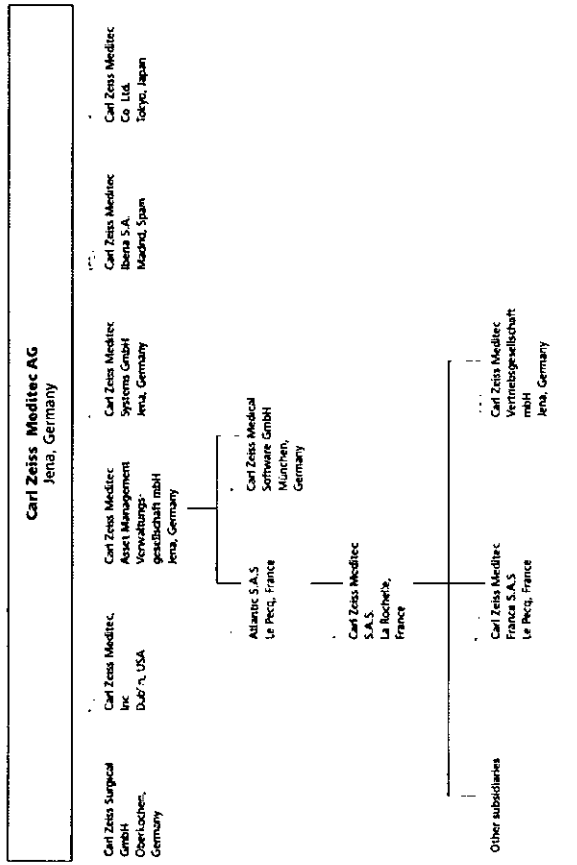 Carl Zeiss Meditec AG
Jena, Germany
Carl Zeiss Surgical
GmbH
Oberkochen,
Germany
Carl Zeiss Meditec,
Inc
Dublin, USA
Carl Zeiss Meditec
Asset Management
Verwaltungs-
gesellschaft mbH
Jena, Germany
Carl Zeiss Meditec
Systems GmbH
Jena, Germany
Carl Zeiss Meditec
Iberia S.A.
Madrid, Spain
Carl Zeiss Meditec
Co Ltd.
Tokyo, Japan
Atlantic S.A.S
Le Pecq, France
Carl Zeiss Medical
Software GmbH
München,
Germany
Carl Zeiss Meditec
S.A.S.
La Rochelle,
France
Other subsidiaries
Carl Zeiss Meditec
France S.A.S
Le Pecq, France
Carl Zeiss Meditec
Vertriebsgesellschaft
mbH
Jena, Germany